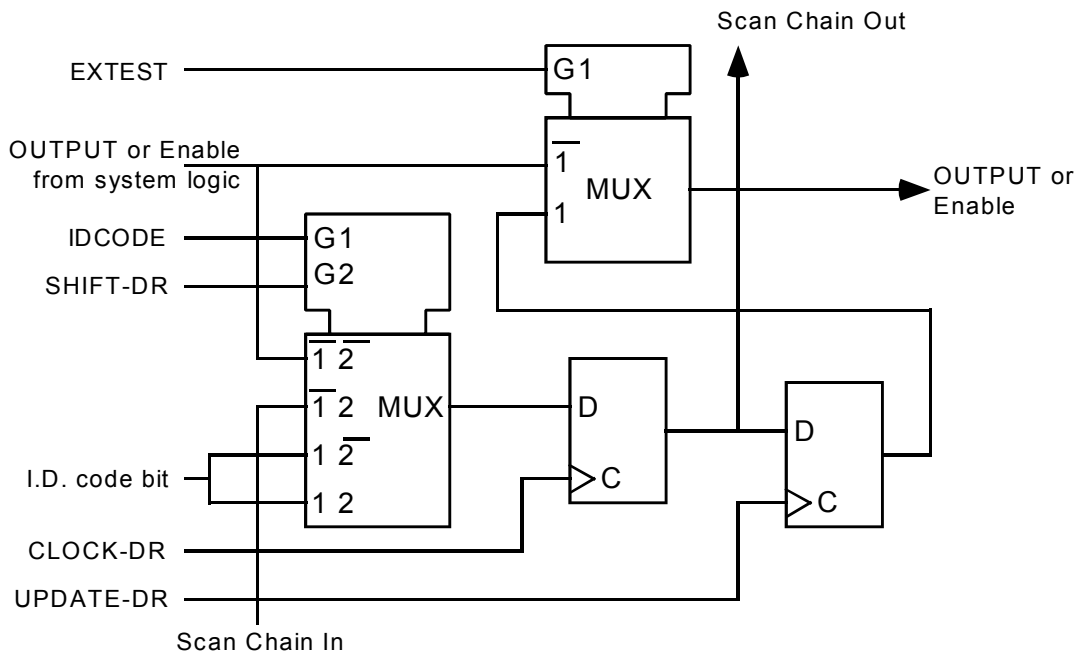 Scan Chain Out
EXTEST
G1
OUTPUT or Enable
from system logic
1̅
MUX
1
OUTPUT or
Enable
IDCODE
G1
SHIFT-DR
G2
1̅ 2̅
1̅ 2
MUX
1 2̅
1 2
I.D. code bit
D
C
D
C
CLOCK-DR
UPDATE-DR
Scan Chain In